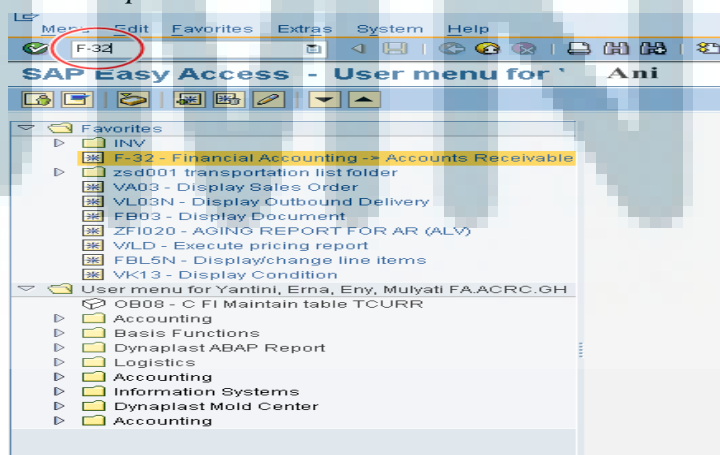 Menu Edit Favorites Extras System Help
F-32
SAP Easy Access - User menu for ` Ani
Favorites
INV
F-32 - Financial Accounting -> Accounts Receivable
zsd001 transportation list folder
VA03 - Display Sales Order
VL03N - Display Outbound Delivery
FB03 - Display Document
ZFI020 - AGING REPORT FOR AR (ALV)
V/LD - Execute pricing report
FBL5N - Display/change line items
VK13 - Display Condition
User menu for Yantini, Erna, Eny, Mulyati FA.ACRC.GH
OB08 - C FI Maintain table TCURR
Accounting
Basis Functions
Dynaplast ABAP Report
Logistics
Accounting
Information Systems
Dynaplast Mold Center
Accounting